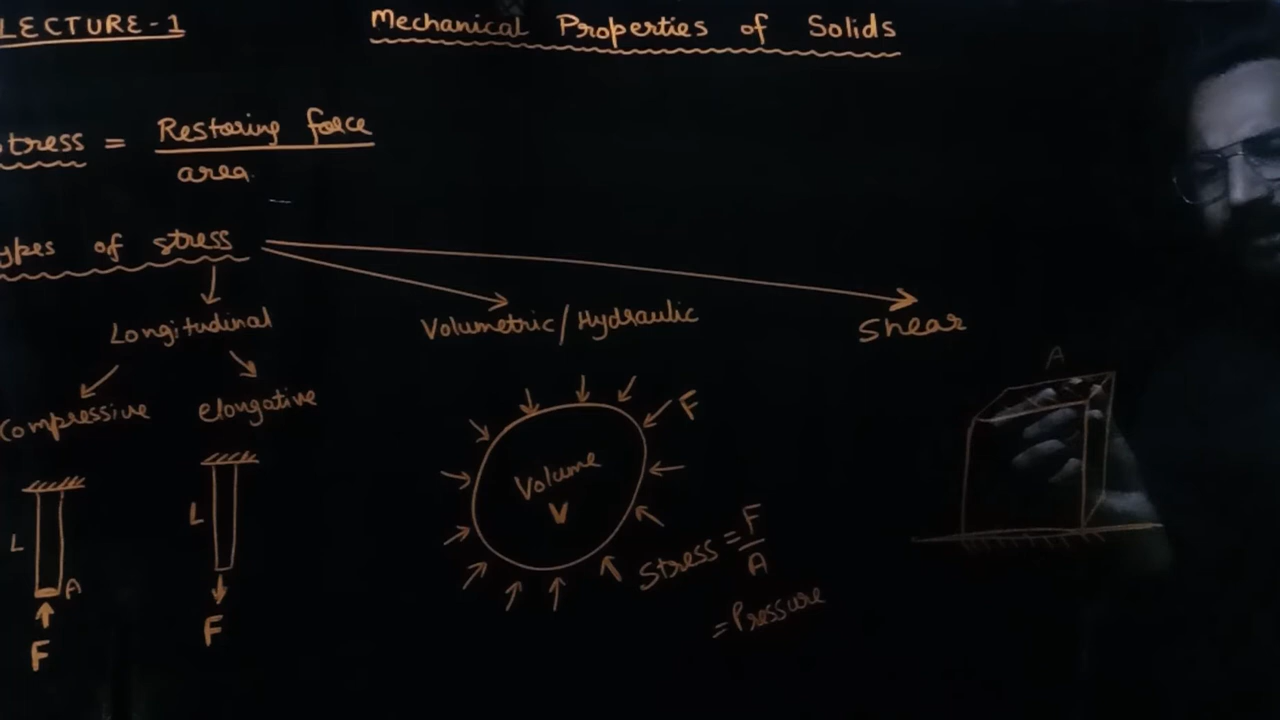 LECTURE-1
Mechanical Properties of Solids
Stress = Restoring force
area
Types of stress
Longitudinal
Volumetric/Hydraulic
Shear
Compressive
elongative
L
A
F
L
F
F
Volume
V
Stress = F
A
= Pressure
A